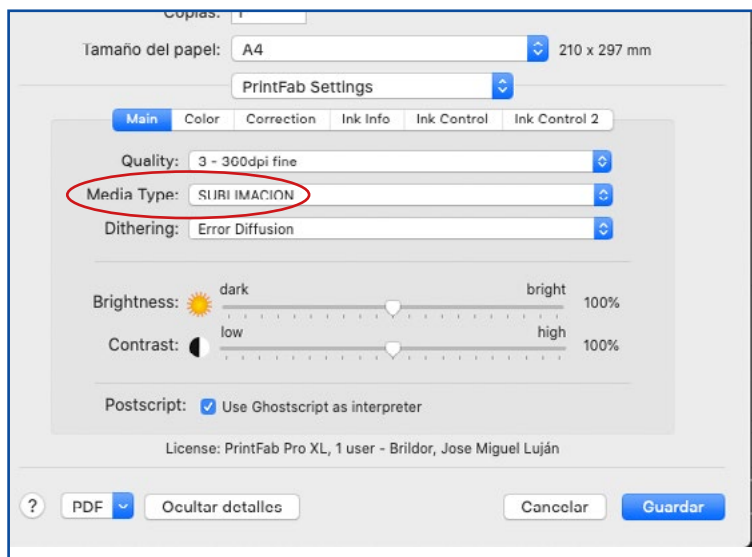 Copias: 1
Tamaño del papel: A4 210 x 297 mm
PrintFab Settings
Main Color Correction Ink Info Ink Control Ink Control 2
Quality: 3 - 360dpi fine
Media Type: SUBLIMACION
Dithering: Error Diffusion
dark bright
Brightness: 100%
low high
Contrast: 100%
Postscript: Use Ghostscript as interpreter
License: PrintFab Pro XL, 1 user - Brildor, Jose Miguel Luján
? PDF Ocultar detalles Cancelar Guardar